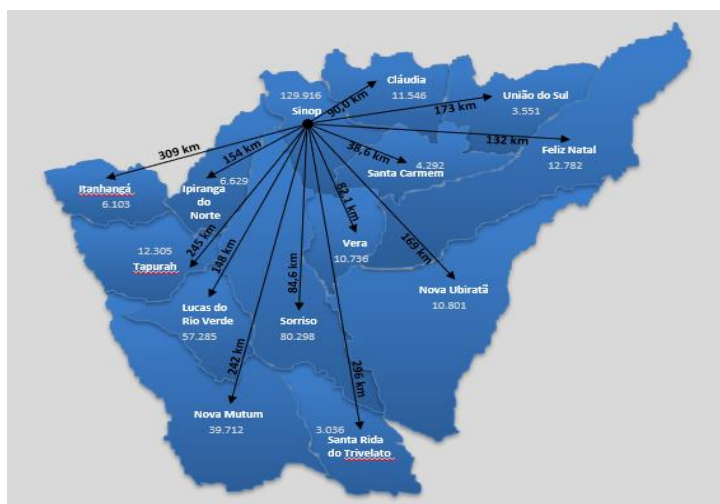 Cláudia
11.546
129.916
Sinop
90,0 km
União do Sul
3.551
173 km
132 km
Feliz Natal
12.782
309 km
154 km
38,6 km
4.292
Santa Carmem
Itanhangá
6.103
6.629
Ipiranga
do
Norte
82,1 km
12.305
Tapurah
245 km
148 km
Vera
10.736
169 km
Nova Ubiratã
10.801
84,6 km
Lucas do
Rio Verde
57.285
Sorriso
80.298
242 km
296 km
Nova Mutum
39.712
3.036
Santa Rida
do Trivelato